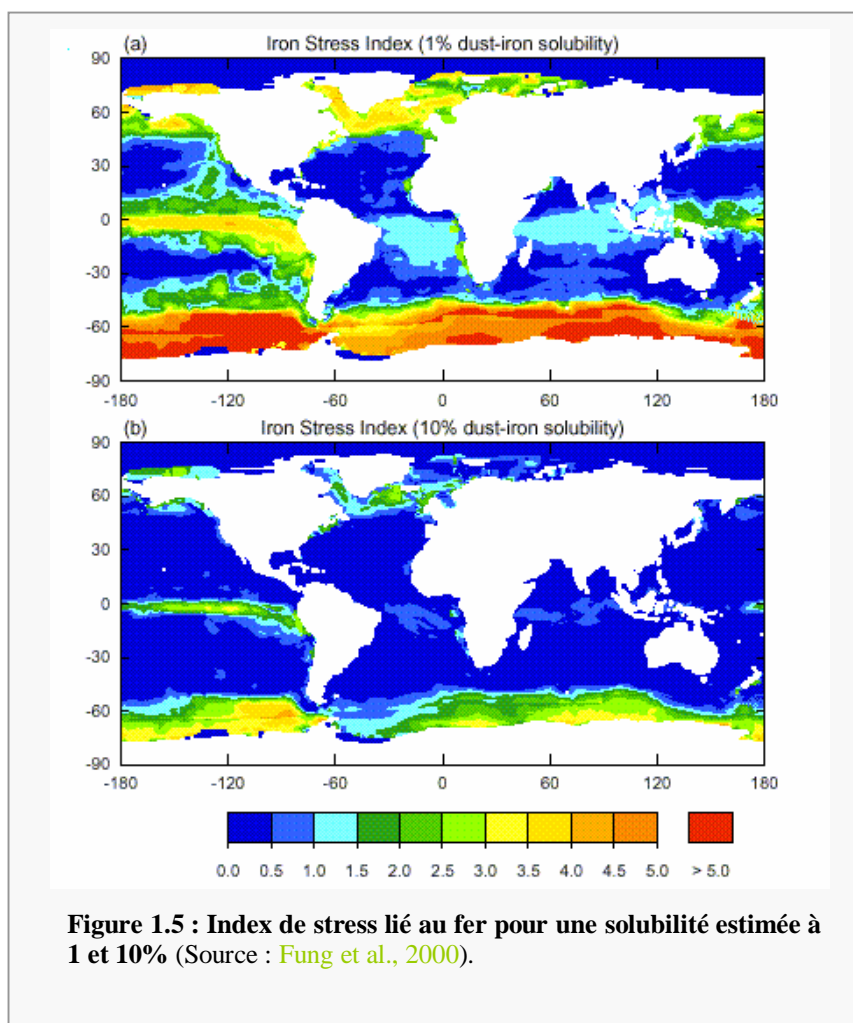 (a) Iron Stress Index (1% dust-iron solubility)
90
60
30
0
-30
-60
-90
-180 -120 -60 0 60 120 180
(b) Iron Stress Index (10% dust-iron solubility)
90
60
30
0
-30
-60
-90
-180 -120 -60 0 60 120 180
0.0 0.5 1.0 1.5 2.0 2.5 3.0 3.5 4.0 4.5 5.0 > 5.0
Figure 1.5 : Index de stress lié au fer pour une solubilité estimée à
1 et 10% (Source : Fung et al., 2000).